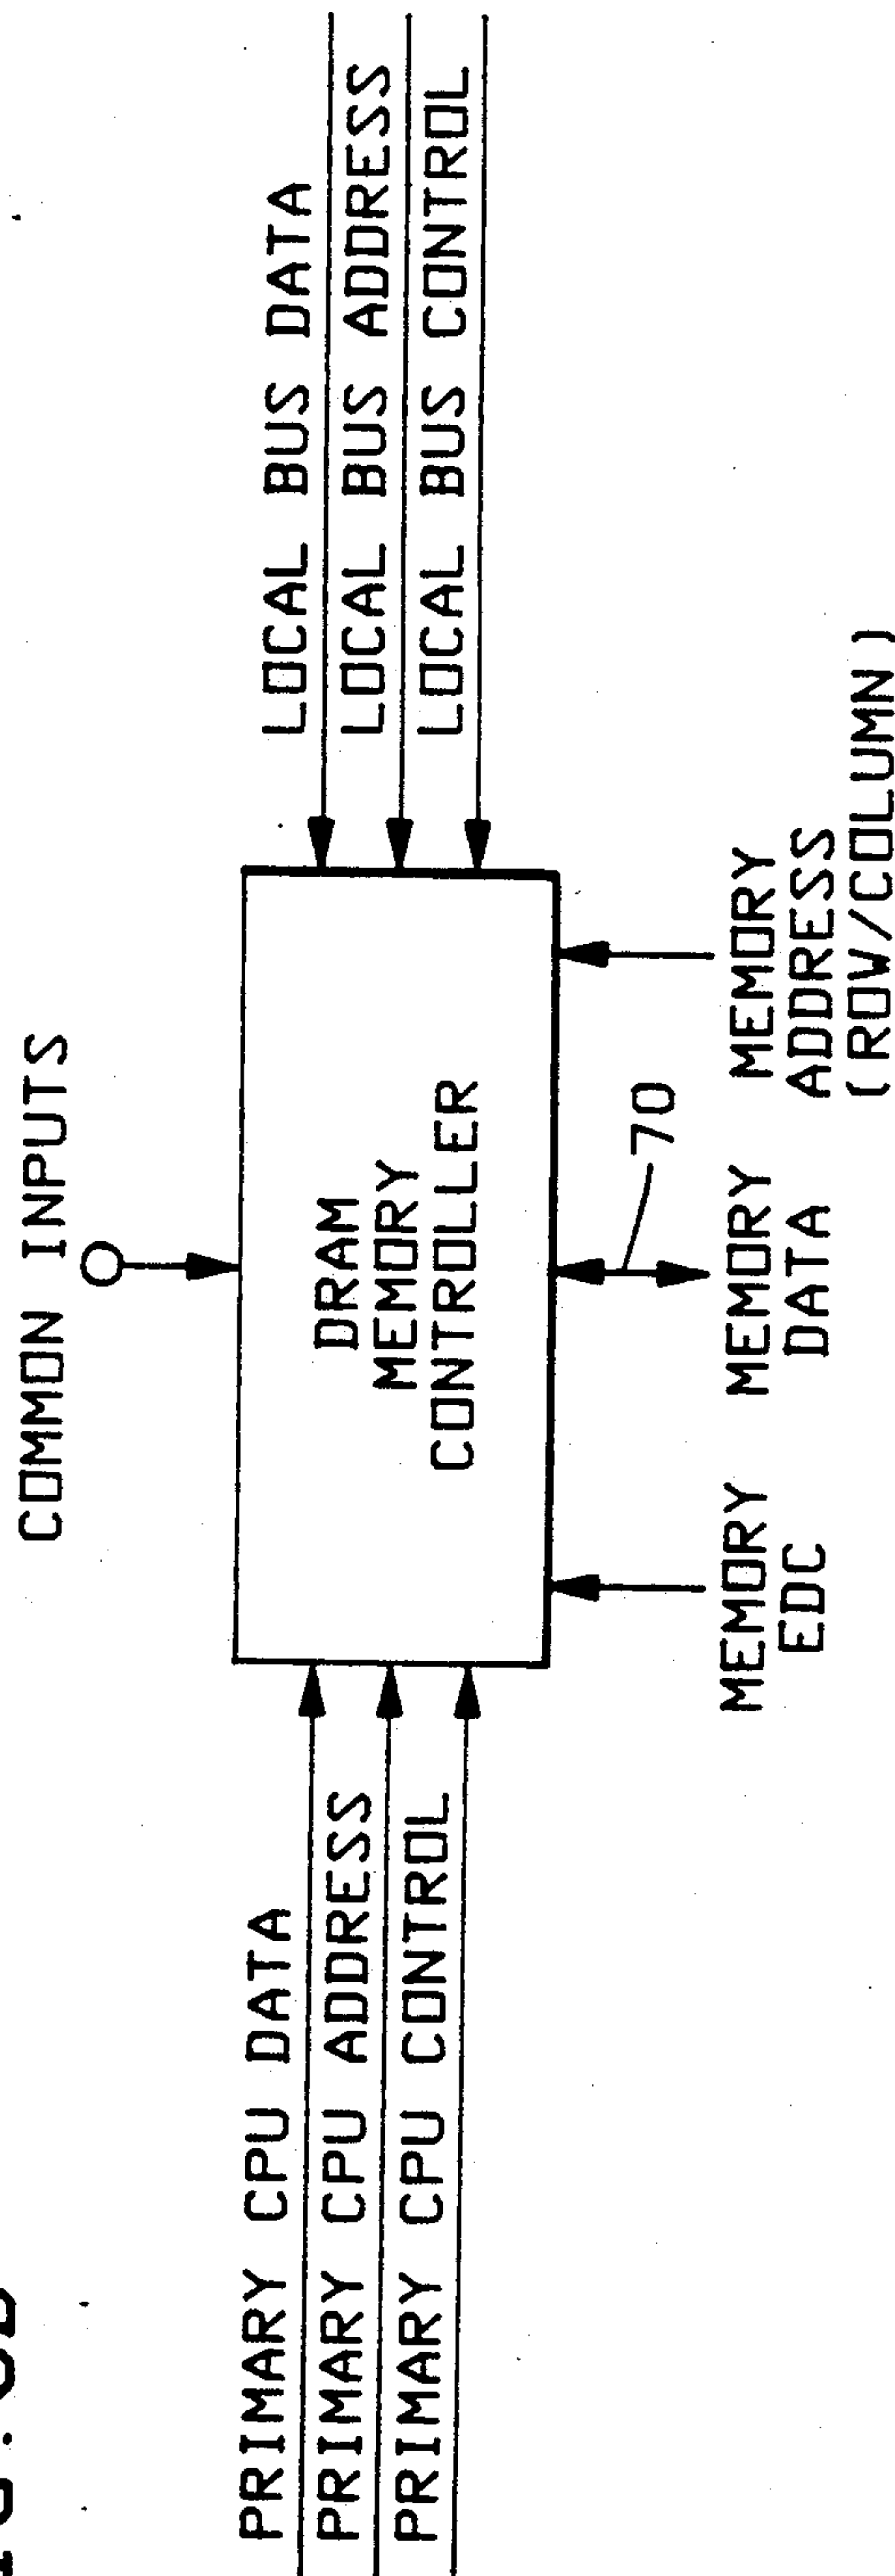 COMMON INPUTS
PRIMARY CPU DATA
PRIMARY CPU ADDRESS
PRIMARY CPU CONTROL
DRAM
MEMORY
CONTROLLER
LOCAL BUS DATA
LOCAL BUS ADDRESS
LOCAL BUS CONTROL
70
MEMORY
EDC
MEMORY
DATA
MEMORY
ADDRESS
(ROW/COLUMN)